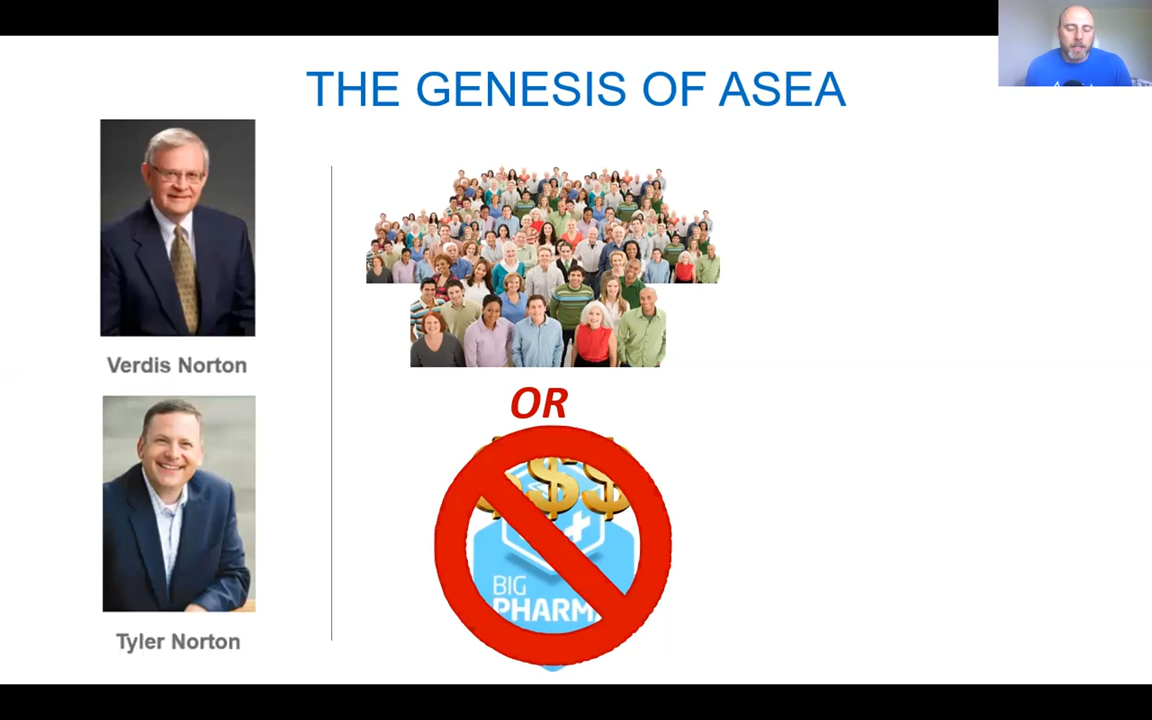 THE GENESIS OF ASEA
Verdis Norton
OR
$$$
BIG
PHARM
Tyler Norton